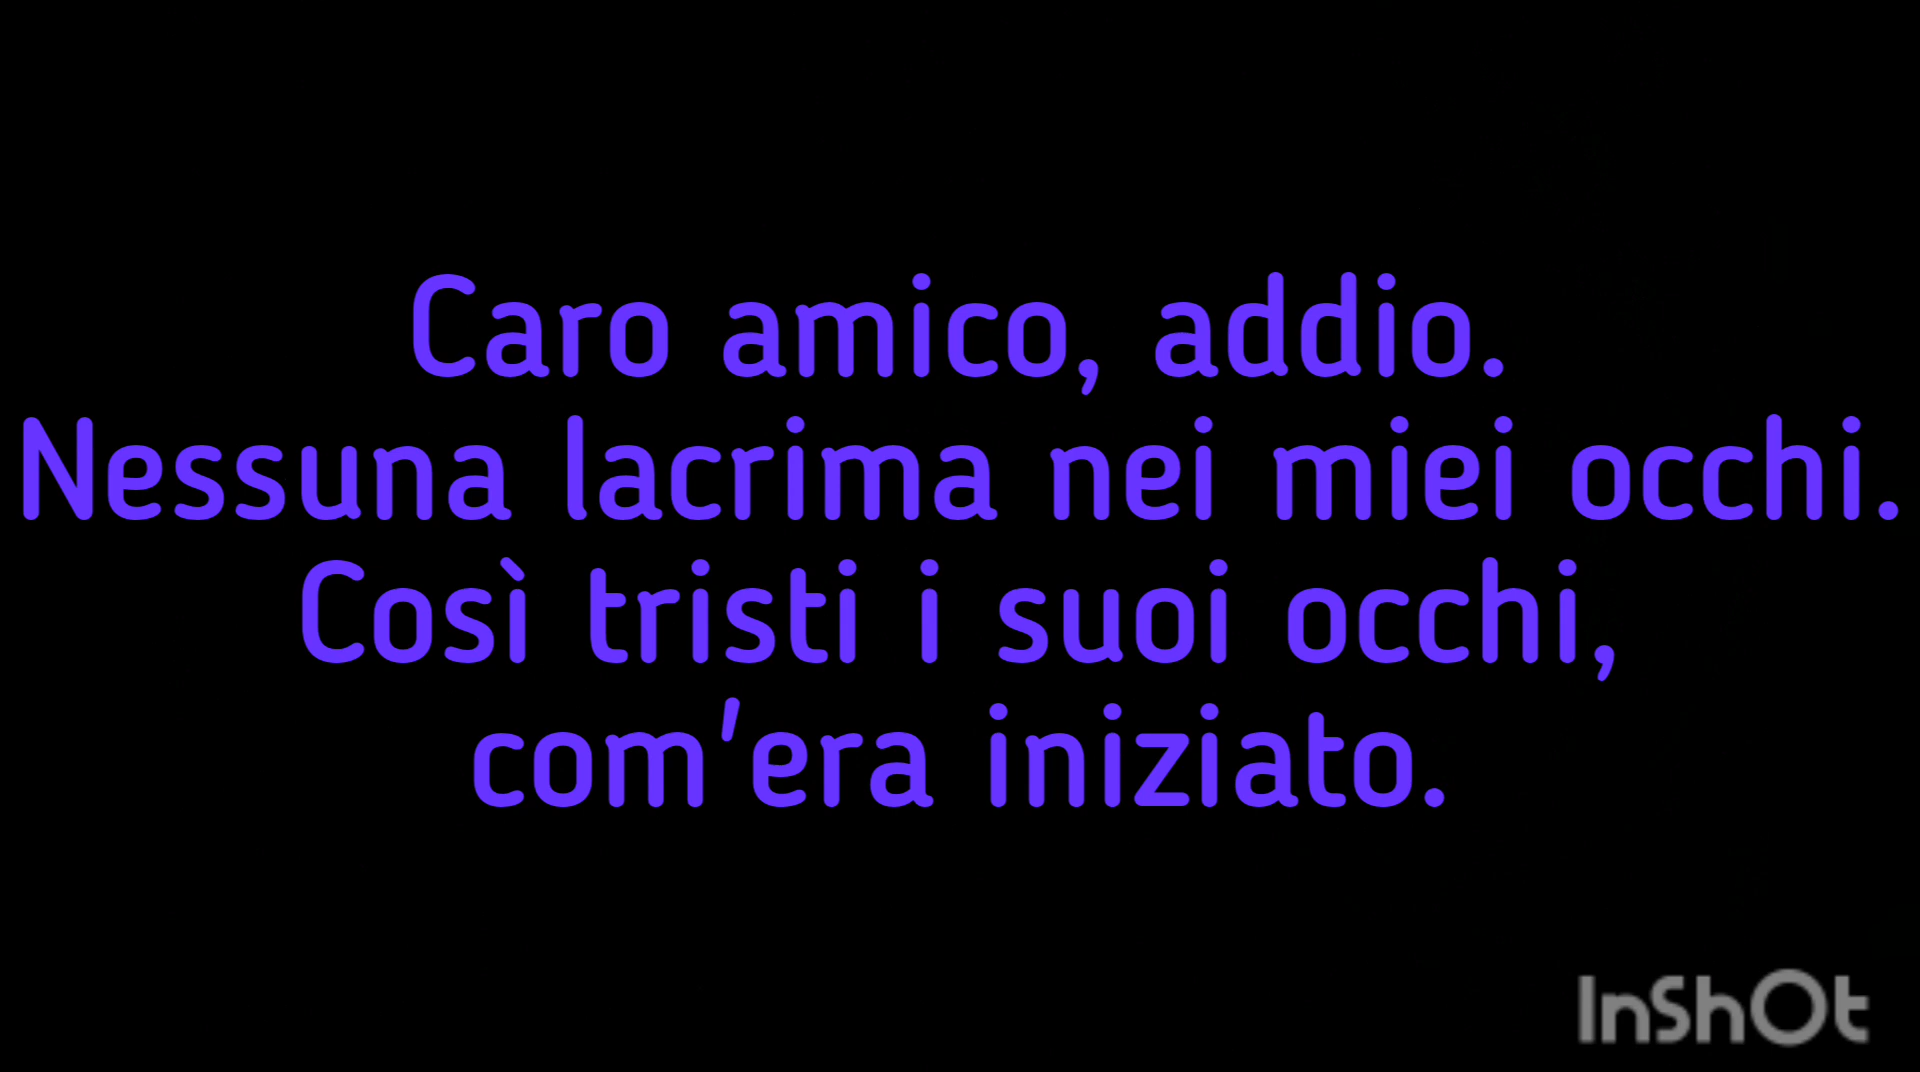 Caro amico, addio.
Nessuna lacrima nei miei occhi.
Così tristi i suoi occhi,
com'era iniziato.
InShOt